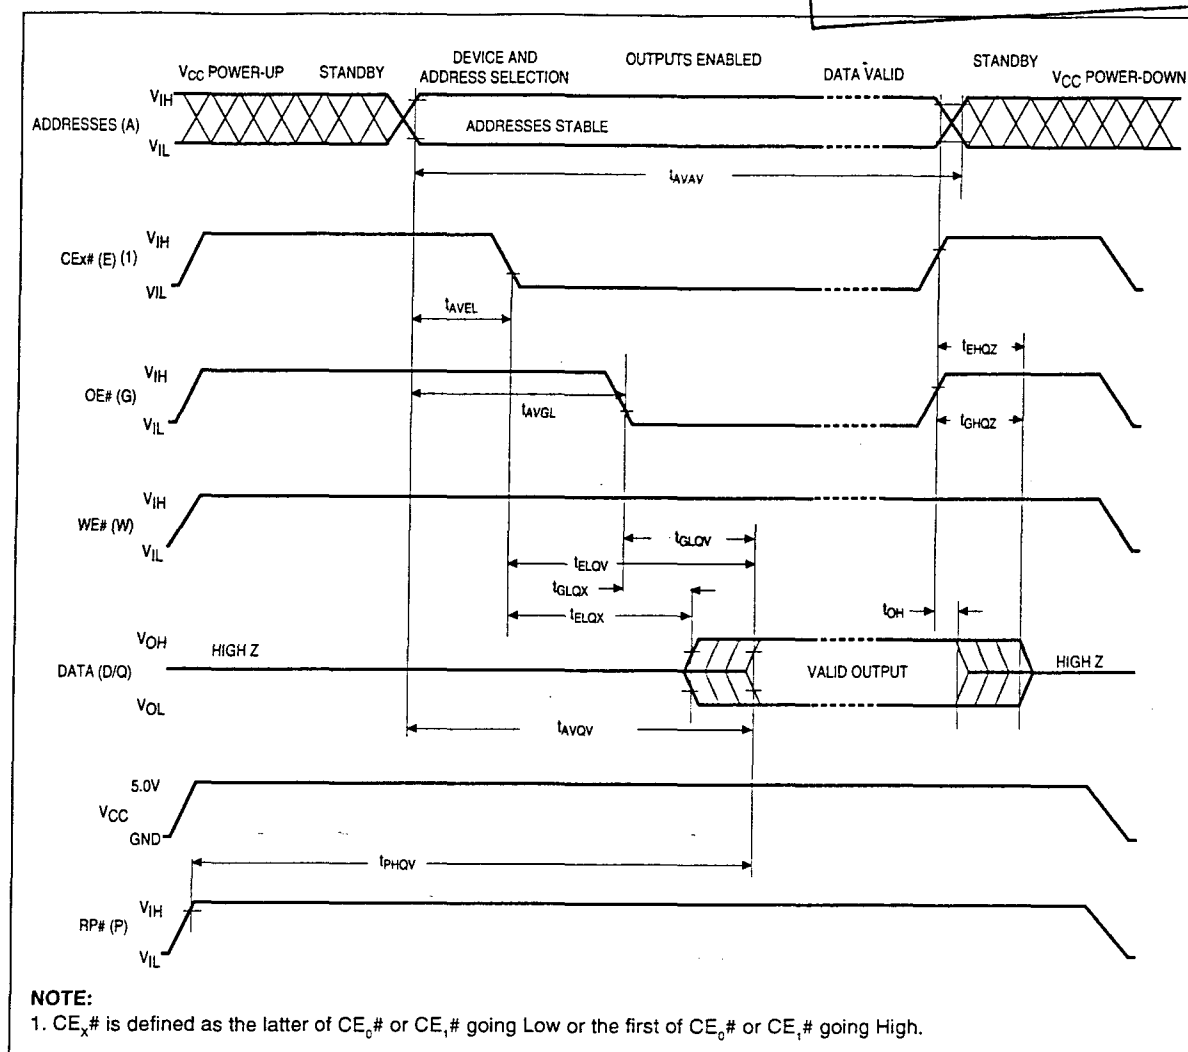 VCC POWER-UP STANDBY DEVICE AND ADDRESS SELECTION OUTPUTS ENABLED DATA VALID STANDBY VCC POWER-DOWN
VIH
ADDRESSES (A)
ADDRESSES STABLE
VIL
tAVAV
VIH
CEx# (E) (1)
VIL
tAVEL
tEHQZ
VIH
OE# (G)
tAVGL
tGHQZ
VIL
VIH
WE# (W)
VIL
tGLQV
tELQV
tGLQX
tELQX
tOH
VOH
HIGH Z
DATA (D/Q)
VALID OUTPUT
HIGH Z
VOL
tAVQV
5.0V
VCC
GND
tPHQV
VIH
RP# (P)
VIL
NOTE:
1. CEX# is defined as the latter of CE0# or CE1# going Low or the first of CE0# or CE1# going High.